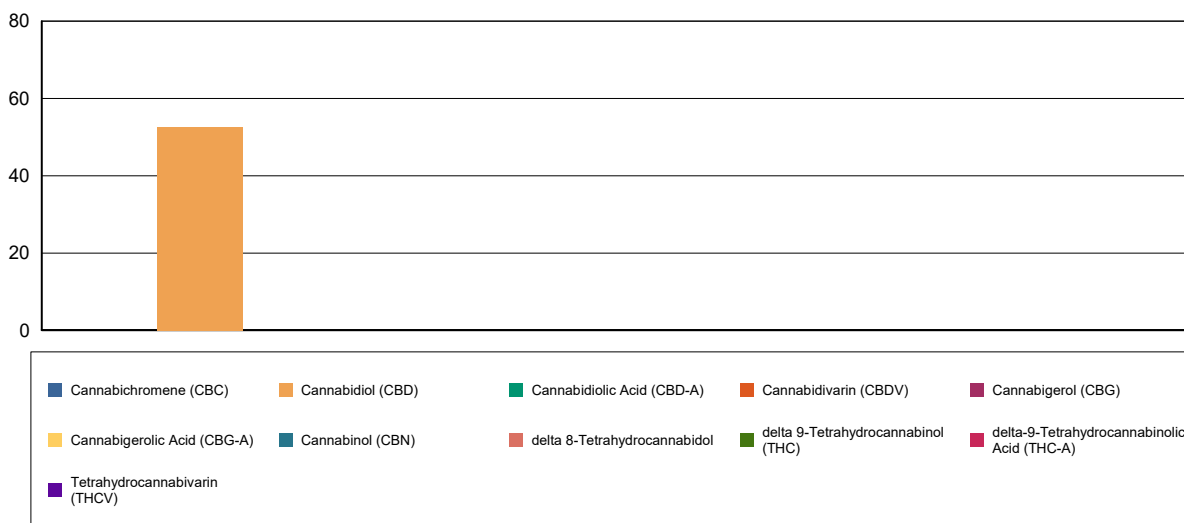 80
60
40
20
0
Cannabichromene (CBC)
Cannabidiol (CBD)
Cannabidiolic Acid (CBD-A)
Cannabidivarin (CBDV)
Cannabigerol (CBG)
Cannabigerolic Acid (CBG-A)
Cannabinol (CBN)
delta 8-Tetrahydrocannabidol
delta 9-Tetrahydrocannabinol
(THC)
delta-9-Tetrahydrocannabinolic
Acid (THC-A)
Tetrahydrocannabivarin
(THCV)